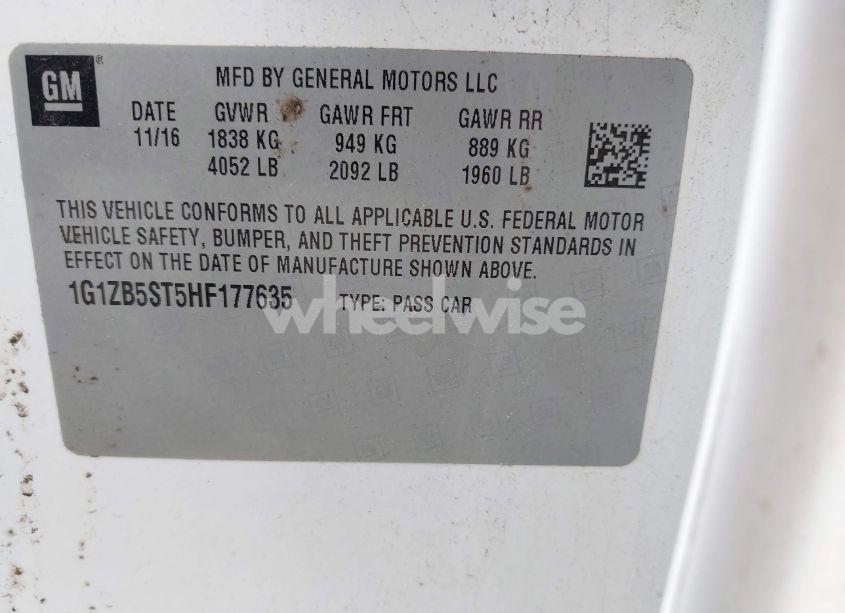 GM ®
MFD BY GENERAL MOTORS LLC
DATE GVWR GAWR FRT GAWR RR
11/16 1838 KG 949 KG 889 KG
4052 LB 2092 LB 1960 LB
THIS VEHICLE CONFORMS TO ALL APPLICABLE U.S. FEDERAL MOTOR
VEHICLE SAFETY, BUMPER, AND THEFT PREVENTION STANDARDS IN
EFFECT ON THE DATE OF MANUFACTURE SHOWN ABOVE.
1G1ZB5ST5HF177635 TYPE: PASS CAR
wheelwise